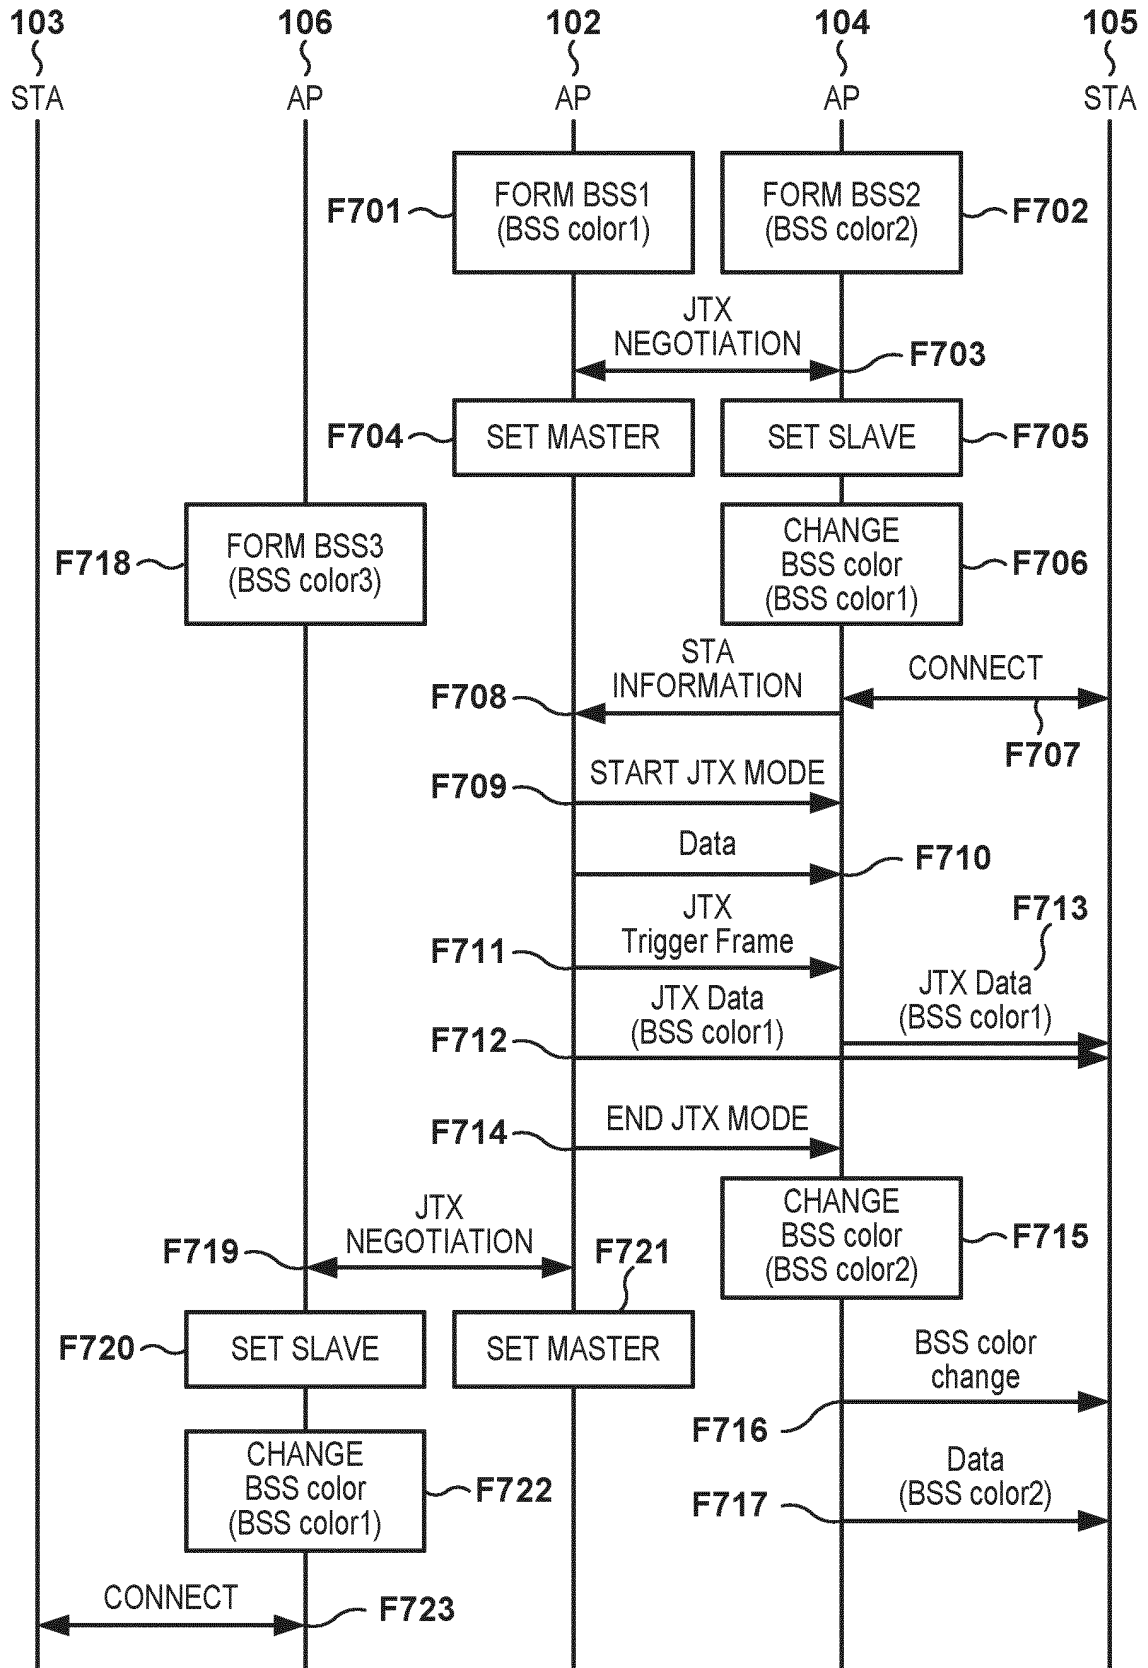 103 106 102 104 105
STA AP AP AP STA
F701
FORM BSS1
(BSS color1)
FORM BSS2
(BSS color2)
F702
JTX
NEGOTIATION
F703
F704
SET MASTER
SET SLAVE
F705
F718
FORM BSS3
(BSS color3)
CHANGE
BSS color
(BSS color1)
F706
STA
INFORMATION
F708
CONNECT
F707
F709
START JTX MODE
Data
F710
F711
JTX
Trigger Frame
F713
F712
JTX Data
(BSS color1)
JTX Data
(BSS color1)
F714
END JTX MODE
CHANGE
BSS color
(BSS color2)
F715
F719
JTX
NEGOTIATION
F721
F720
SET SLAVE
SET MASTER
BSS color
change
F716
CHANGE
BSS color
(BSS color1)
F722
Data
(BSS color2)
F717
CONNECT
F723